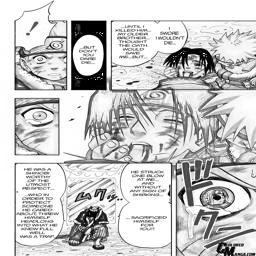 I
SWORE
I WOULDN'T
DIE...
...UNTIL
I KILLED HIM...
MY OLDER
BROTHER...
THOUGHT
THE OATH
WOULD
SAVE ME...BUT...
BUT
DON'T
YOU
DARE
DIE...
!
HE STRUCK
ONE BLOW
AT ME,
AND
WITHOUT
ANY SIGN OF
SHIRKING...
...SACRIFICED
HIMSELF
FOR YOU!
HE WAS A
SHINOBI
WORTHY
OF THE
UTMOST
RESPECT...
...WHO IN
ORDER TO
PROTECT
SOMEONE
HE CARED
ABOUT, THREW
HIMSELF
HEADLONG
INTO WHAT HE
KNEW FULL
WELL
WAS A TRAP.